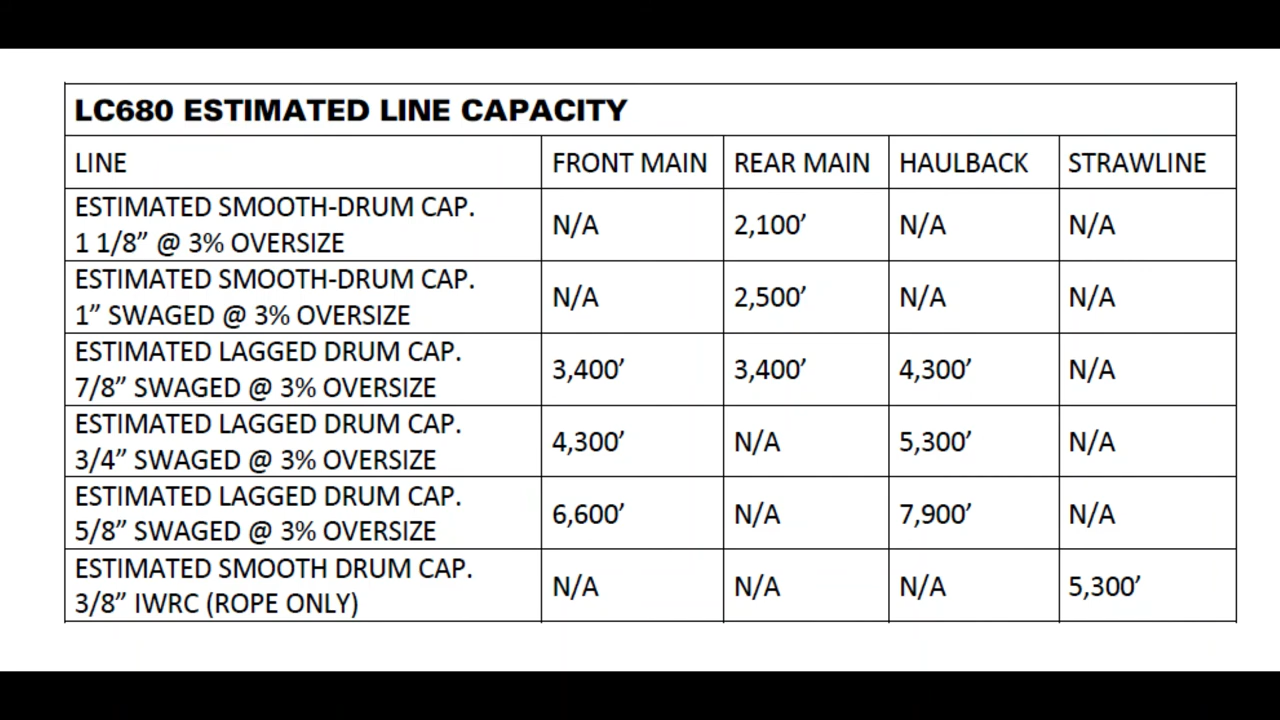 LC680 ESTIMATED LINE CAPACITY
LINE FRONT MAIN REAR MAIN HAULBACK STRAWLINE
ESTIMATED SMOOTH-DRUM CAP.
1 1/8” @ 3% OVERSIZE N/A 2,100’ N/A N/A
ESTIMATED SMOOTH-DRUM CAP.
1” SWAGED @ 3% OVERSIZE N/A 2,500’ N/A N/A
ESTIMATED LAGGED DRUM CAP.
7/8” SWAGED @ 3% OVERSIZE 3,400’ 3,400’ 4,300’ N/A
ESTIMATED LAGGED DRUM CAP.
3/4” SWAGED @ 3% OVERSIZE 4,300’ N/A 5,300’ N/A
ESTIMATED LAGGED DRUM CAP.
5/8” SWAGED @ 3% OVERSIZE 6,600’ N/A 7,900’ N/A
ESTIMATED SMOOTH DRUM CAP.
3/8” IWRC (ROPE ONLY) N/A N/A N/A 5,300’